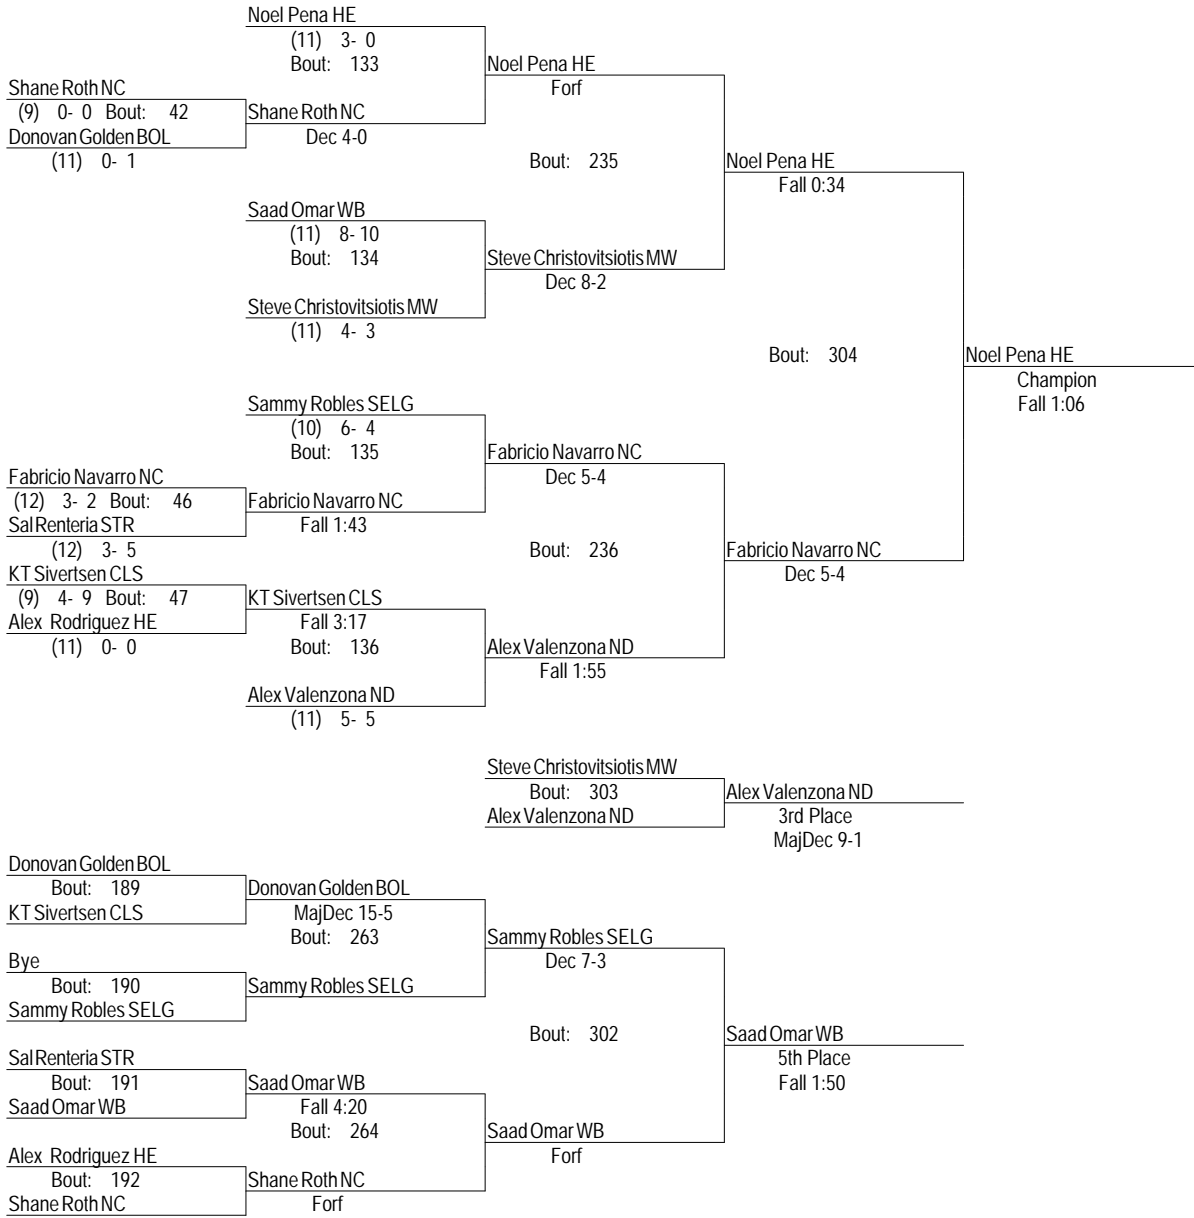 Noel Pena HE
(11) 3- 0
Bout: 133
Noel Pena HE
Forf
Shane Roth NC
(9) 0- 0 Bout: 42
Shane Roth NC
Donovan Golden BOL
Dec 4-0
(11) 0- 1
Bout: 235
Noel Pena HE
Fall 0:34
Saad Omar WB
(11) 8- 10
Bout: 134
Steve Christovitsiotis MW
Dec 8-2
Steve Christovitsiotis MW
(11) 4- 3
Bout: 304
Noel Pena HE
Champion
Fall 1:06
Sammy Robles SELG
(10) 6- 4
Bout: 135
Fabricio Navarro NC
Dec 5-4
Fabricio Navarro NC
(12) 3- 2 Bout: 46
Fabricio Navarro NC
Sal Renteria STR
Fall 1:43
(12) 3- 5
Bout: 236
Fabricio Navarro NC
Dec 5-4
KT Sivertsen CLS
(9) 4- 9 Bout: 47
KT Sivertsen CLS
Alex Rodriguez HE
Fall 3:17
(11) 0- 0
Bout: 136
Alex Valenzona ND
Fall 1:55
Alex Valenzona ND
(11) 5- 5
Steve Christovitsiotis MW
Bout: 303
Alex Valenzona ND
Alex Valenzona ND
3rd Place
MajDec 9-1
Donovan Golden BOL
Bout: 189
Donovan Golden BOL
KT Sivertsen CLS
MajDec 15-5
Bout: 263
Sammy Robles SELG
Dec 7-3
Bye
Bout: 190
Sammy Robles SELG
Sammy Robles SELG
Bout: 302
Saad Omar WB
5th Place
Fall 1:50
Sal Renteria STR
Bout: 191
Saad Omar WB
Saad Omar WB
Fall 4:20
Bout: 264
Saad Omar WB
Forf
Alex Rodriguez HE
Bout: 192
Shane Roth NC
Shane Roth NC
Forf